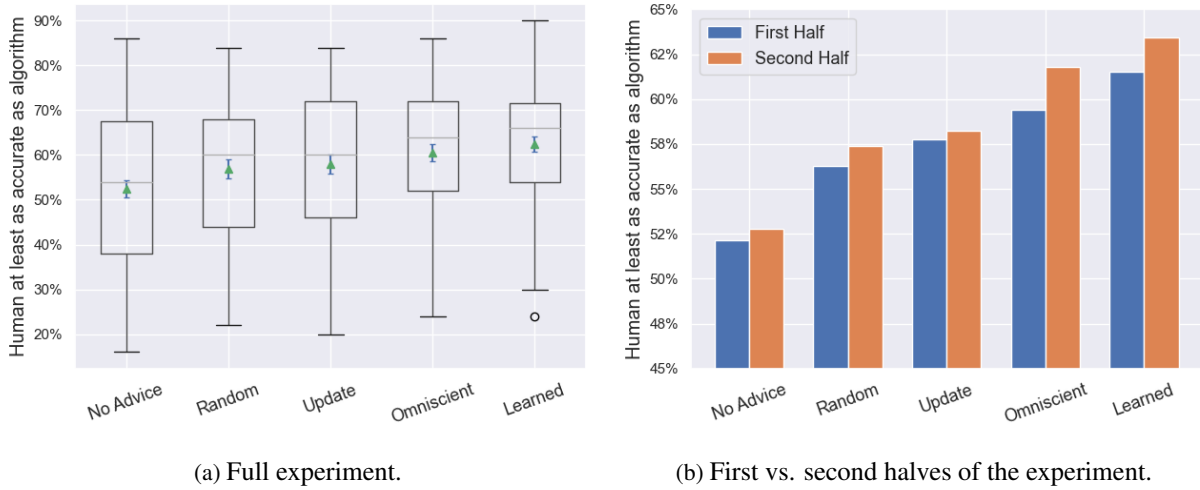 Human at least as accurate as algorithm
90%
80%
70%
60%
50%
40%
30%
20%
No Advice
Random
Update
Omniscient
Learned
(a) Full experiment.
Human at least as accurate as algorithm
65%
62%
60%
58%
55%
52%
50%
48%
45%
First Half
Second Half
No Advice
Random
Update
Omniscient
Learned
(b) First vs. second halves of the experiment.